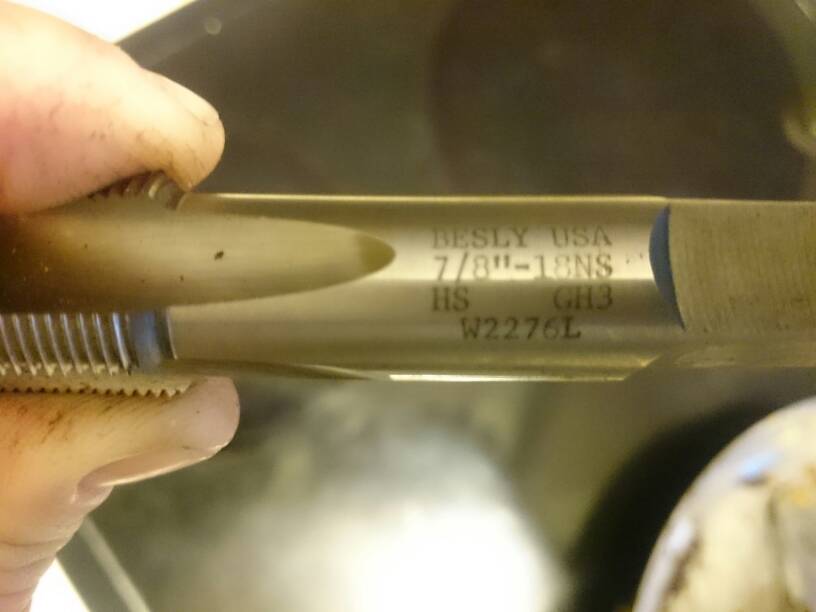 BESLY USA
7/8"-18NS
HS GH3
W2276L